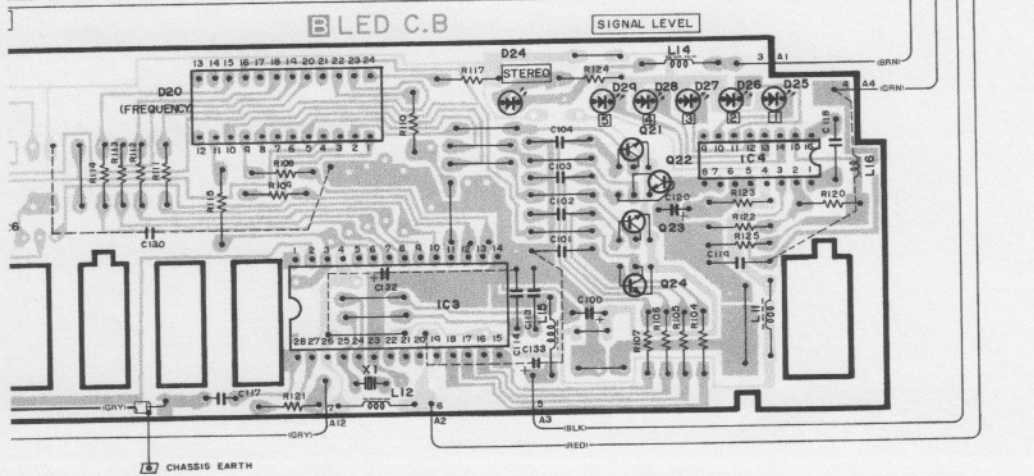 B LED C.B
SIGNAL LEVEL
L14
3 A1
(BRN)
D24
STEREO
R117
R124
4 A4
(GRN)
13 14 15 16 17 18 19 20 21 22 23 24
D20
(FREQUENCY)
12 11 10 9 8 7 6 5 4 3 2 1
R110
D29 D28 D27 D26 D25
5 4 3 2 1
Q21
C104
C118
9 10 11 12 13 14 15 16
IC4
8 7 6 5 4 3 2 1
L16
R114
R113
R112
R111
R108
R109
R115
C103
Q22
C102
C120
R123
R120
Q23
R122
R125
C101
C119
C130
1 2 3 4 5 6 7 8 9 10 11 12 13 14
C132
IC3
Q24
C114
C113
L15
C100
R107
R106
R105
R104
L11
28 27 26 25 24 23 22 21 20 19 18 17 16 15
C133
X1
L12
C117
R121
(GRY)
7
A12
6
A2
5
A3
(BLK)
(GRY)
(RED)
CHASSIS EARTH